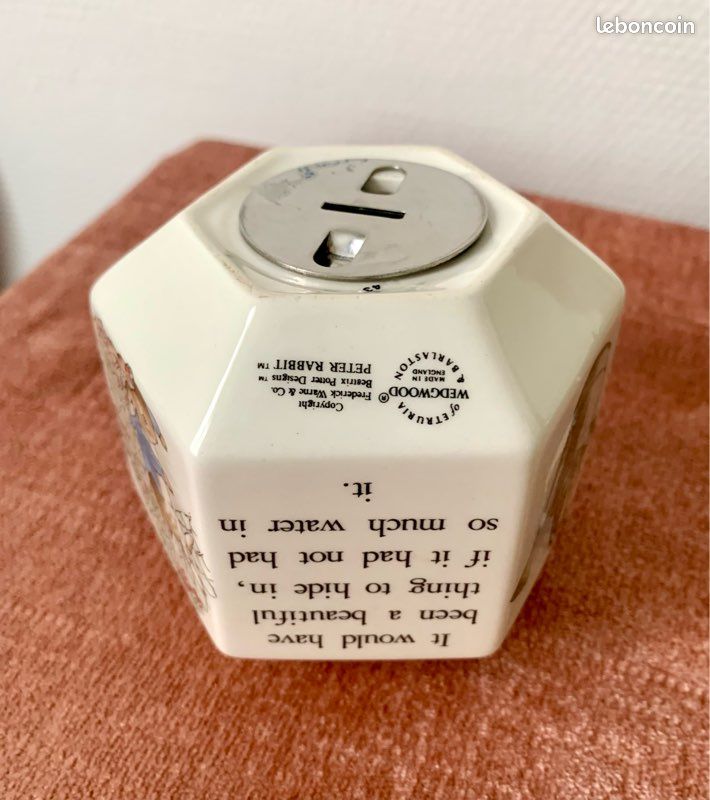 leboncoin
WEDGWOOD®
of ETRURIA
& BARLASTON
MADE IN
ENGLAND
Copyright
Frederick Warne & Co.
Beatrix Potter Designs ™
PETER RABBIT ™
It would have
been a beautiful
thing to hide in,
if it had not had
so much water in
it.